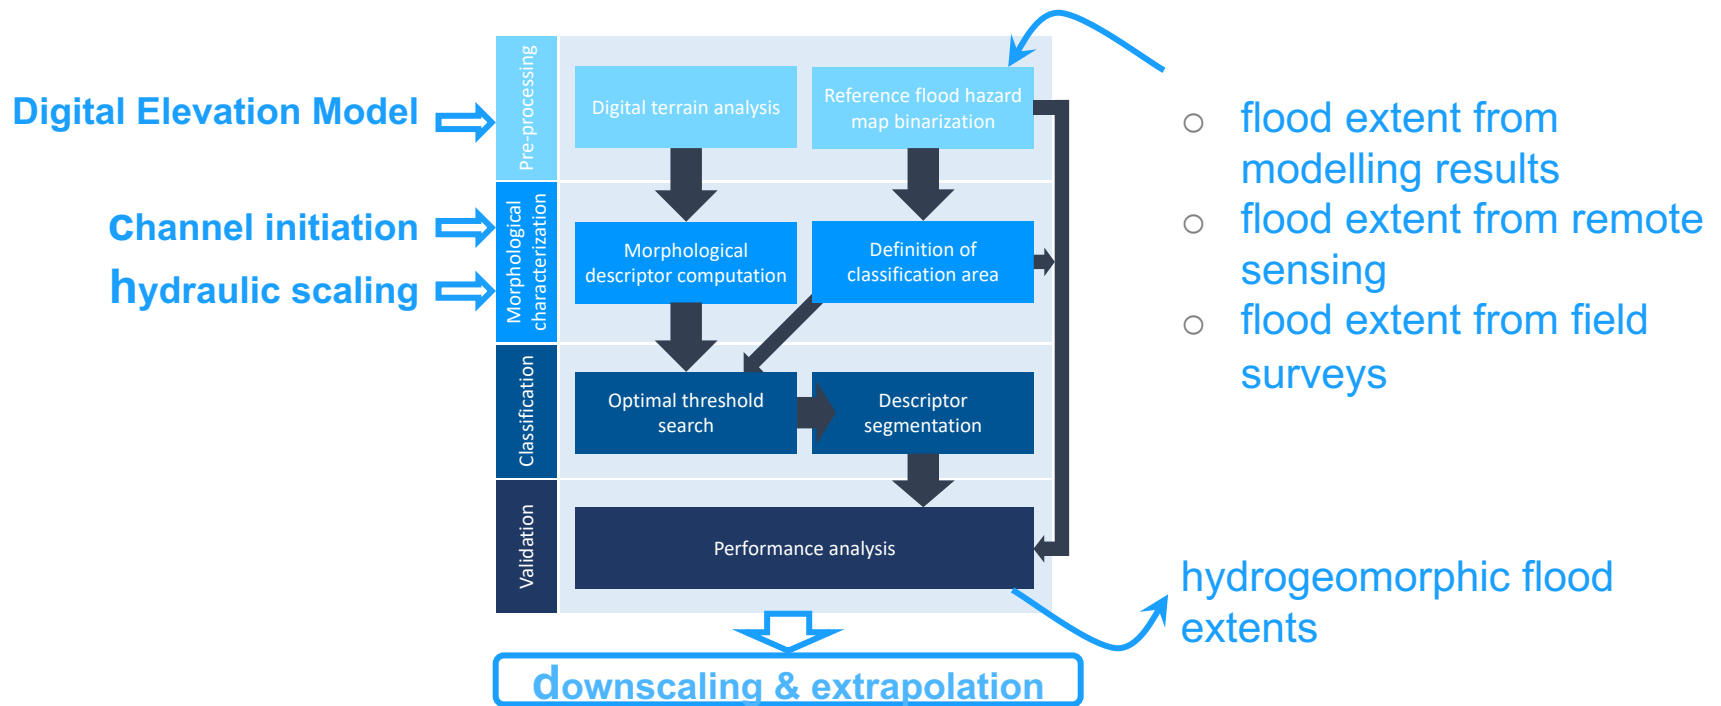 Digital Elevation Model
channel initiation
hydraulic scaling
Pre-processing
Digital terrain analysis
Reference flood hazard
map binarization
Morphological
characterization
Morphological
descriptor computation
Definition of
classification area
Classification
Optimal threshold
search
Descriptor
segmentation
Validation
Performance analysis
downscaling & extrapolation
flood extent from
modelling results
flood extent from remote
sensing
flood extent from field
surveys
hydrogeomorphic flood
extents